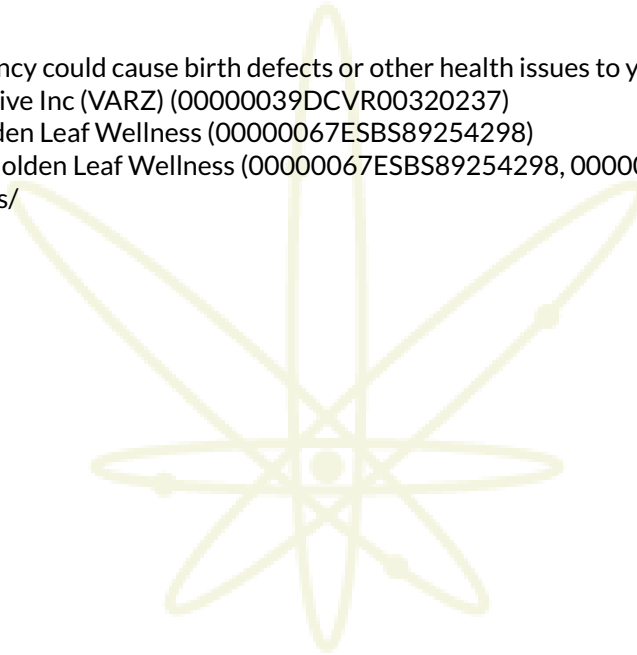 ncy could cause birth defects or other health issues to y
ive Inc (VARZ) (00000039DCVR00320237)
den Leaf Wellness (00000067ESBS89254298)
olden Leaf Wellness (00000067ESBS89254298, 00000
s/